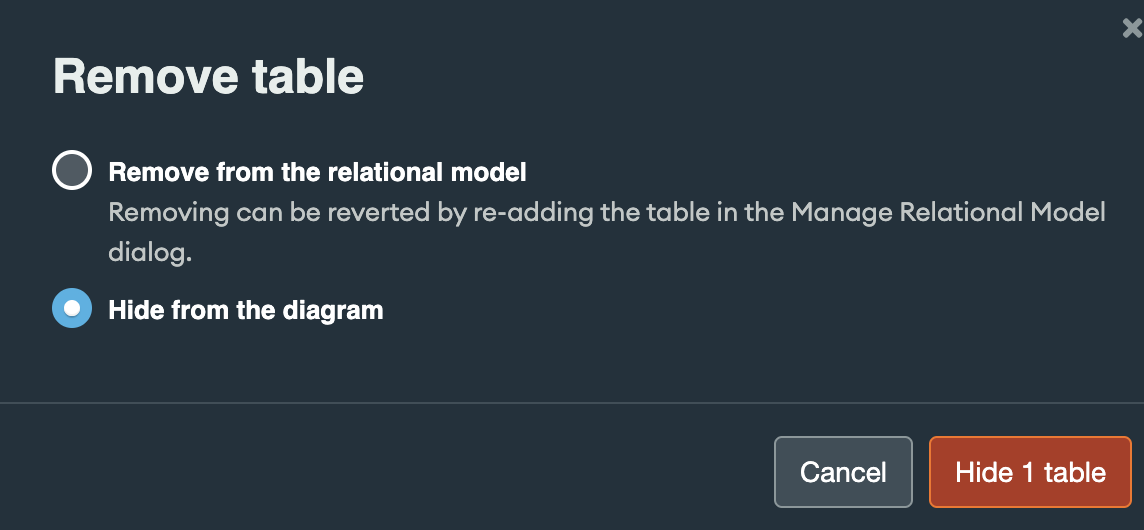 Remove table
Remove from the relational model
Removing can be reverted by re-adding the table in the Manage Relational Model
dialog.
Hide from the diagram
Cancel
Hide 1 table